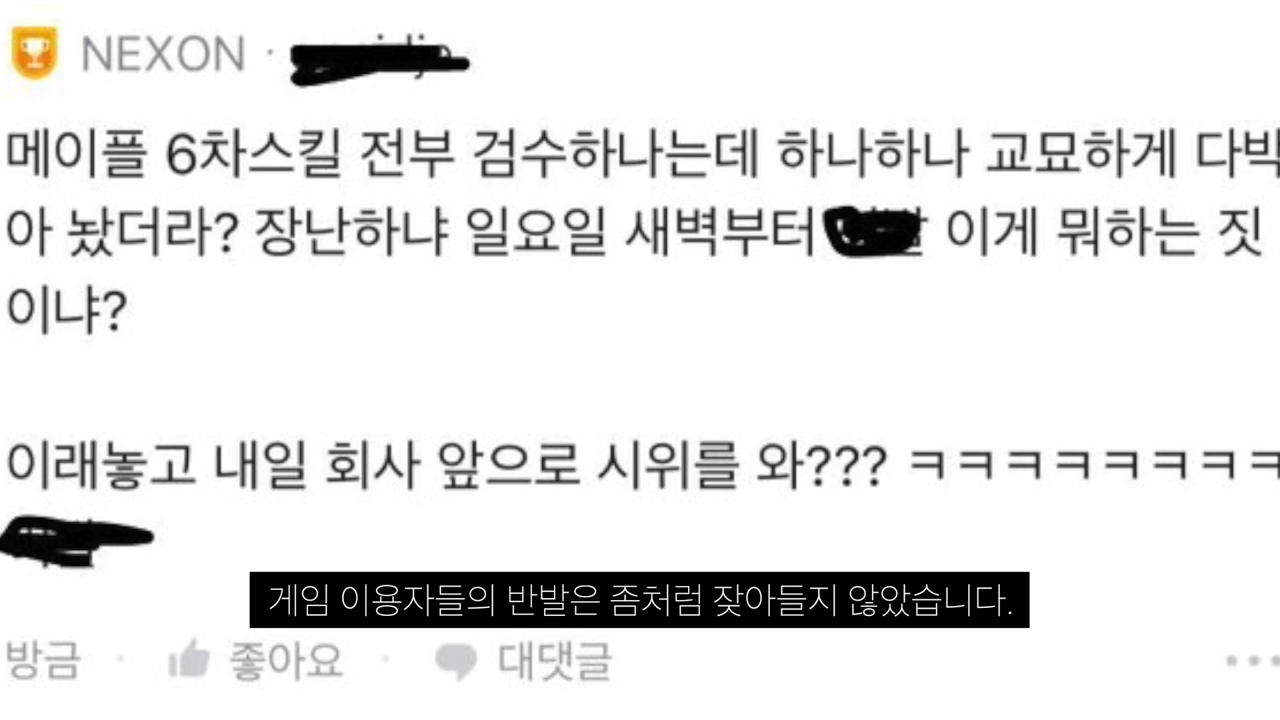 NEXON ·
메이플 6차스킬 전부 검수하나는데 하나하나 교묘하게 다박
아 놨더라? 장난하냐 일요일 새벽부터 이게 뭐하는 짓
이냐?
이래놓고 내일 회사 앞으로 시위를 와??? ㅋㅋㅋㅋㅋㅋㅋㅋ
게임 이용자들의 반발은 좀처럼 잦아들지 않았습니다.
방금 · 좋아요 · 대댓글